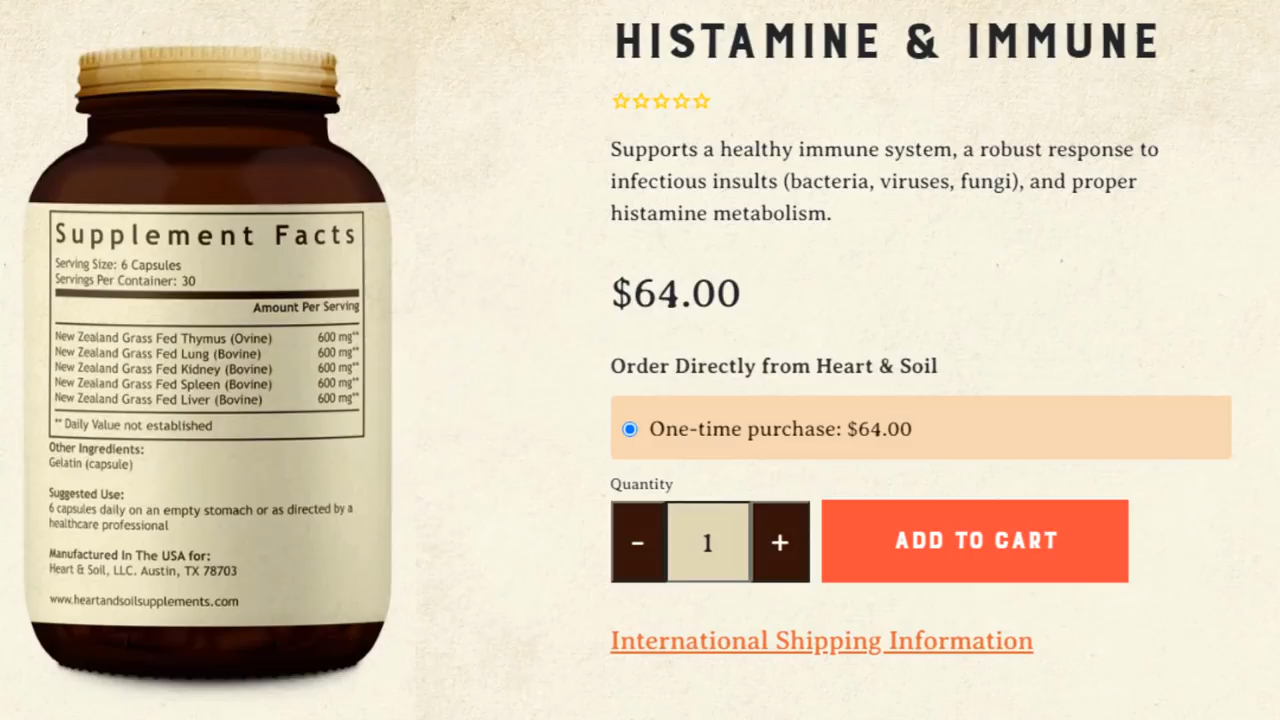 Supplement Facts
Serving Size: 6 Capsules
Servings Per Container: 30
Amount Per Serving
New Zealand Grass Fed Thymus (Ovine) 600 mg**
New Zealand Grass Fed Lung (Bovine) 600 mg**
New Zealand Grass Fed Kidney (Bovine) 600 mg**
New Zealand Grass Fed Spleen (Bovine) 600 mg**
New Zealand Grass Fed Liver (Bovine) 600 mg**
** Daily Value not established
Other Ingredients:
Gelatin (capsule)
Suggested Use:
6 capsules daily on an empty stomach or as directed by a
healthcare professional
Manufactured In The USA for:
Heart & Soil, LLC. Austin, TX 78703
www.heartandsoilsupplements.com
HISTAMINE & IMMUNE
Supports a healthy immune system, a robust response to
infectious insults (bacteria, viruses, fungi), and proper
histamine metabolism.
$64.00
Order Directly from Heart & Soil
One-time purchase: $64.00
Quantity
- 1 + ADD TO CART
International Shipping Information